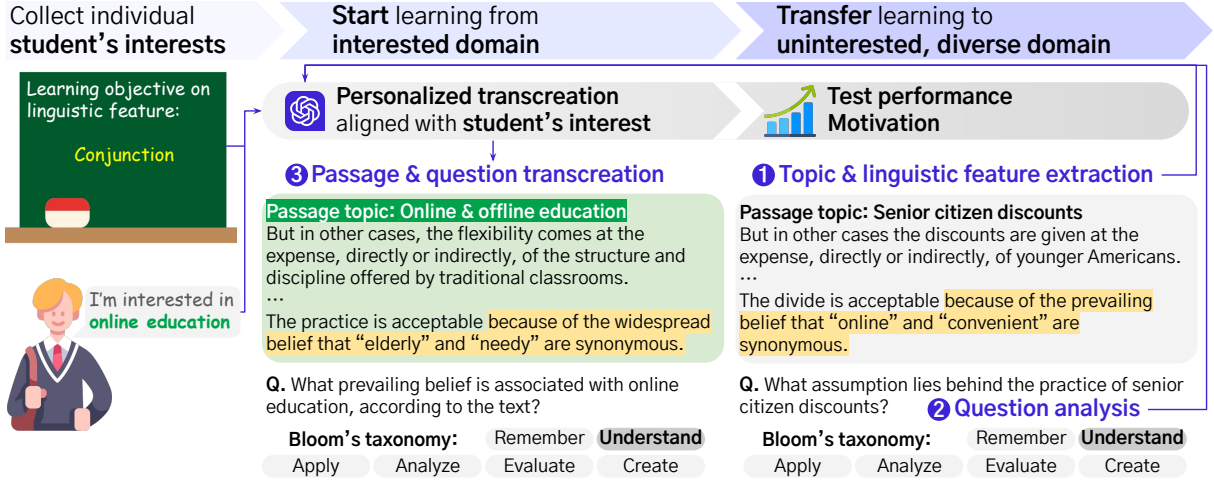 Collect individual
student's interests
Start learning from
interested domain
Transfer learning to
uninterested, diverse domain
Learning objective on
linguistic feature:
Conjunction
I'm interested in
online education
Personalized transcreation
aligned with student's interest
Test performance
Motivation
3 Passage & question transcreation
Passage topic: Online & offline education
But in other cases, the flexibility comes at the
expense, directly or indirectly, of the structure and
discipline offered by traditional classrooms.
...
The practice is acceptable because of the widespread
belief that “elderly” and “needy” are synonymous.
Q. What prevailing belief is associated with online
education, according to the text?
Bloom's taxonomy: Remember Understand
Apply Analyze Evaluate Create
1 Topic & linguistic feature extraction
Passage topic: Senior citizen discounts
But in other cases the discounts are given at the
expense, directly or indirectly, of younger Americans.
...
The divide is acceptable because of the prevailing
belief that “online” and “convenient” are
synonymous.
Q. What assumption lies behind the practice of senior
citizen discounts?
2 Question analysis
Bloom's taxonomy: Remember Understand
Apply Analyze Evaluate Create